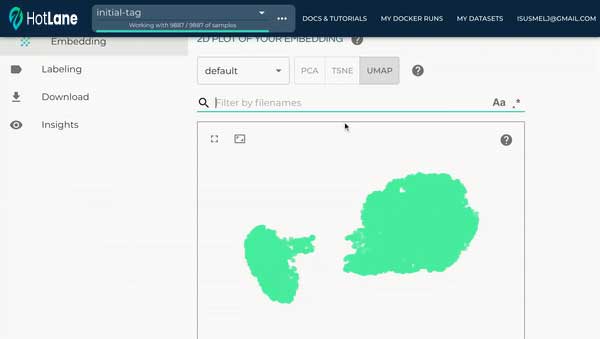 HotLane
initial-tag
Working with 9887 / 9887 of samples
DOCS & TUTORIALS
MY DOCKER RUNS
MY DATASETS
ISUSMELJ@GMAIL.COM
Embedding
Labeling
Download
Insights
2D PLOT OF YOUR EMBEDDING ?
default
PCA TSNE UMAP ?
Filter by filenames
Aa .*
?